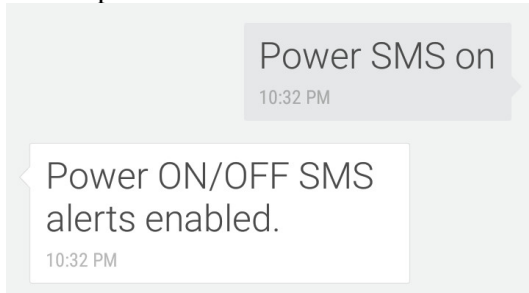 Power SMS on
10:32 PM
Power ON/OFF SMS
alerts enabled.
10:32 PM